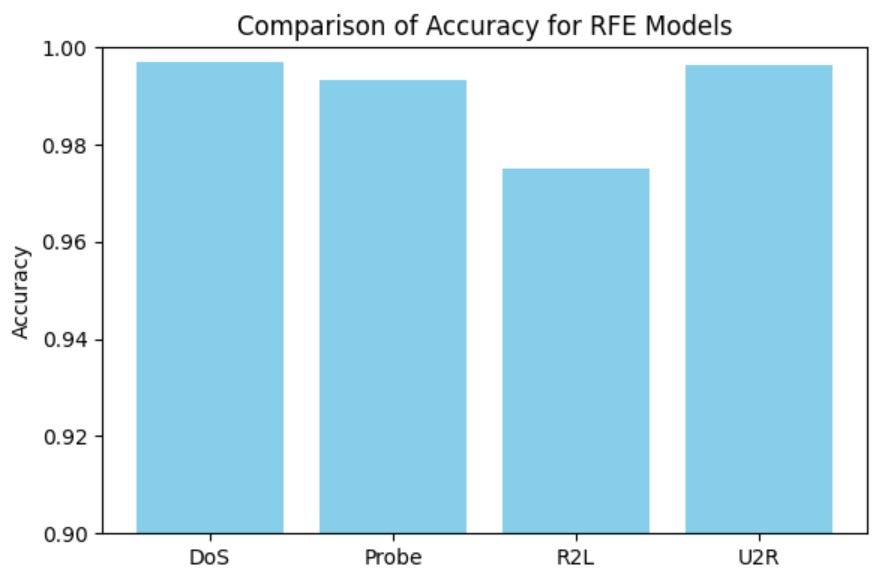 Comparison of Accuracy for RFE Models
1.00
0.98
0.96
0.94
0.92
0.90
Accuracy
DoS Probe R2L U2R